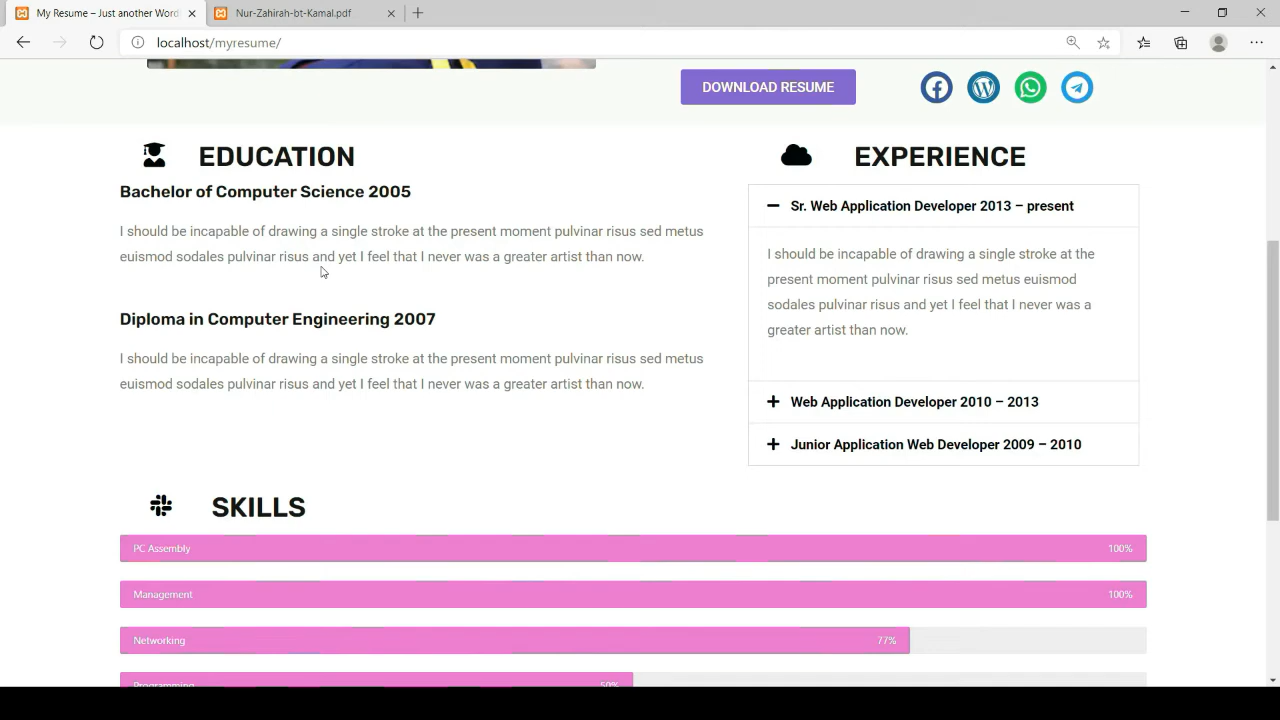 My Resume – Just another Word
Nur-Zahirah-bt-Kamal.pdf
localhost/myresume/
DOWNLOAD RESUME
EDUCATION
Bachelor of Computer Science 2005
I should be incapable of drawing a single stroke at the present moment pulvinar risus sed metus
euismod sodales pulvinar risus and yet I feel that I never was a greater artist than now.
Diploma in Computer Engineering 2007
I should be incapable of drawing a single stroke at the present moment pulvinar risus sed metus
euismod sodales pulvinar risus and yet I feel that I never was a greater artist than now.
EXPERIENCE
Sr. Web Application Developer 2013 – present
I should be incapable of drawing a single stroke at the
present moment pulvinar risus sed metus euismod
sodales pulvinar risus and yet I feel that I never was a
greater artist than now.
Web Application Developer 2010 – 2013
Junior Application Web Developer 2009 – 2010
SKILLS
PC Assembly 100%
Management 100%
Networking 77%
Programming 50%